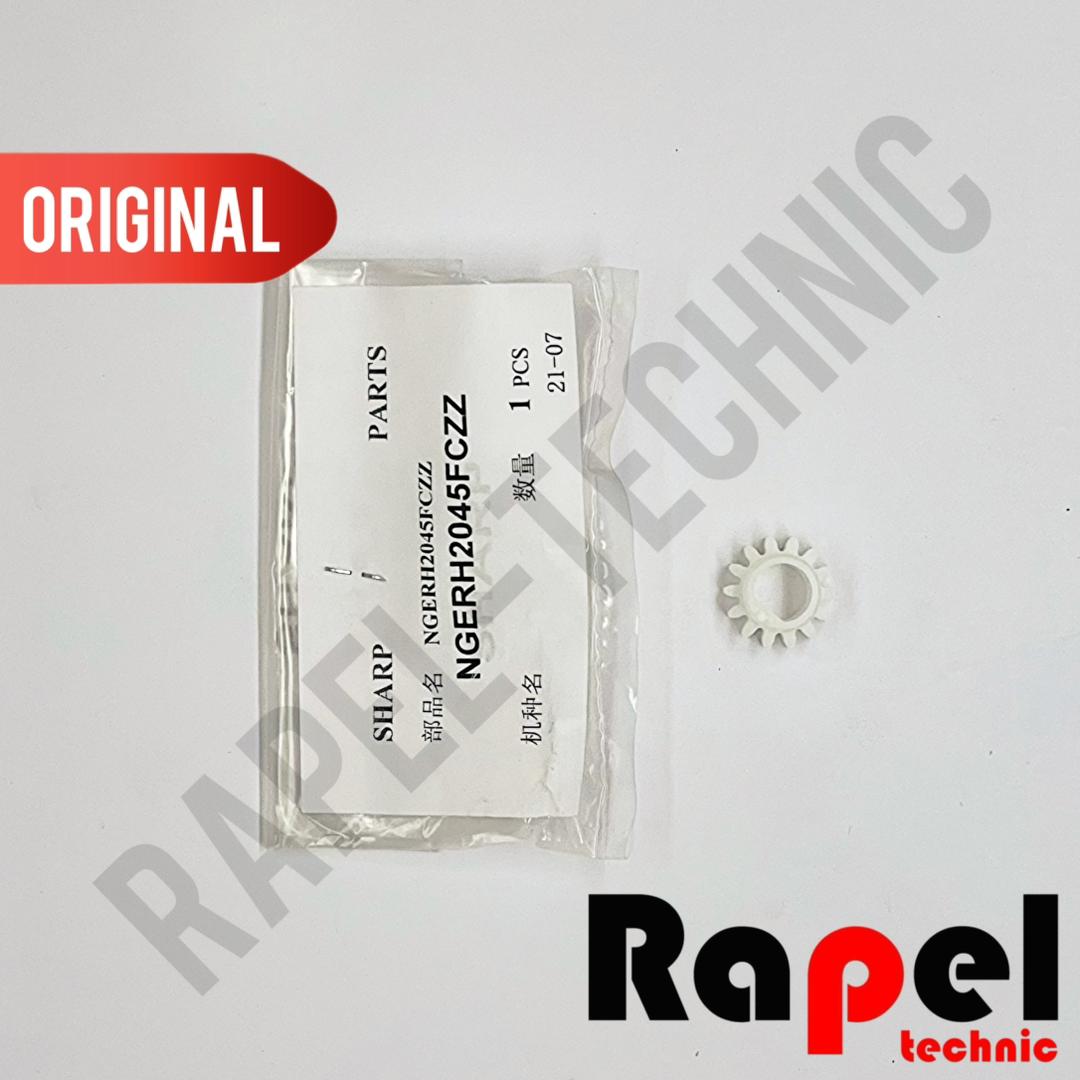 ORIGINAL
SHARP PARTS
部品名 NGERH2045FCZZ
NGERH2045FCZZ
机种名 数量 1 PCS
21-07
RAPEL TECHNIC
Rapel
technic